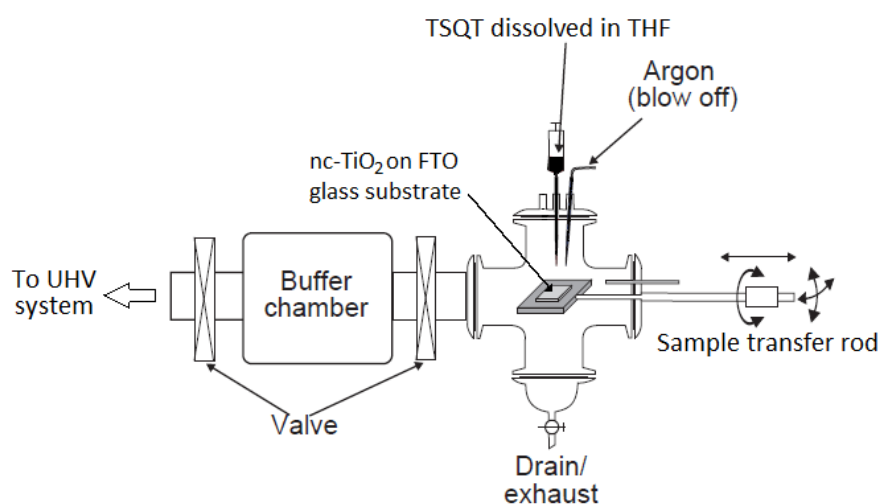 TSQT dissolved in THF
Argon
(blow off)
nc-TiO₂ on FTO
glass substrate
To UHV
system
Buffer
chamber
Sample transfer rod
Valve
Drain/
exhaust